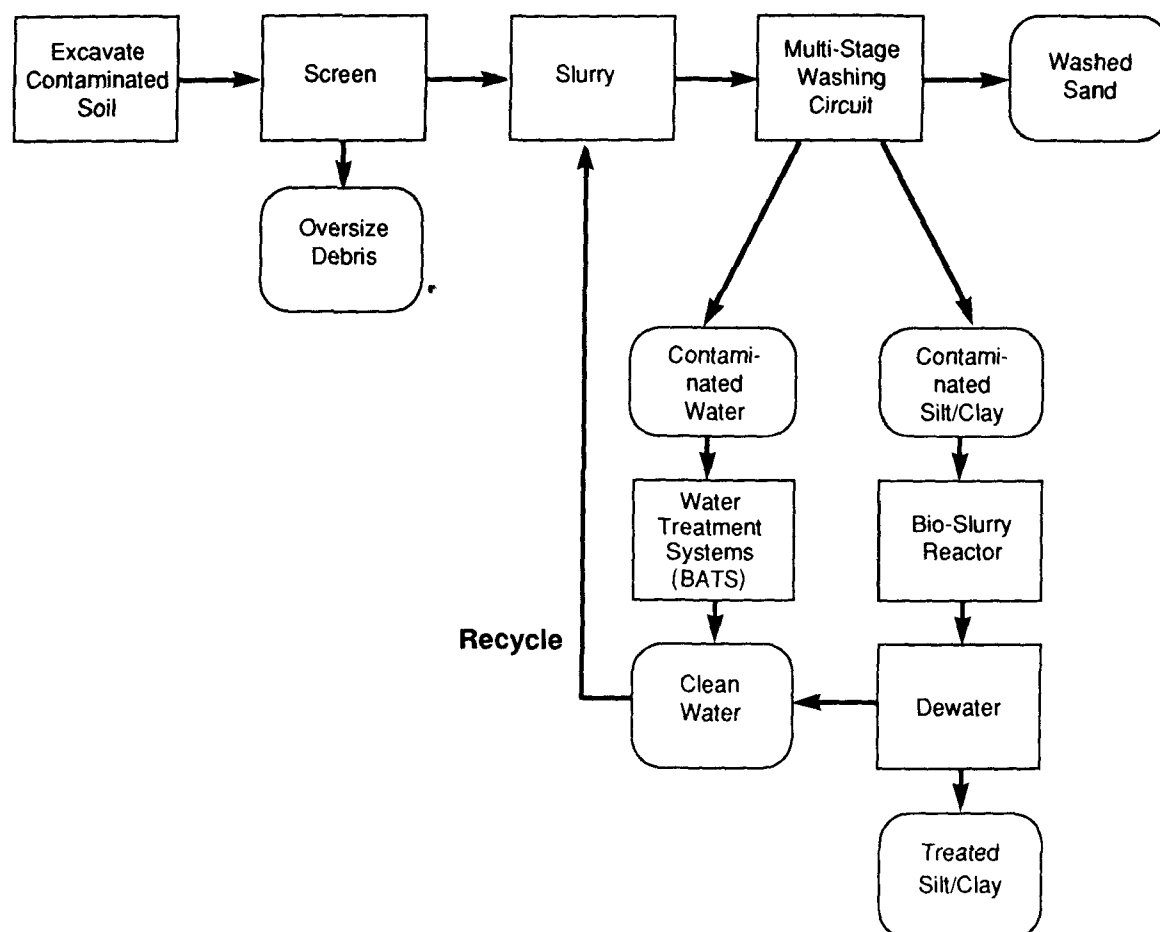 Excavate
Contaminated
Soil
Screen
Slurry
Multi-Stage
Washing
Circuit
Washed
Sand
Oversize
Debris
Contami-
nated
Water
Contami-
nated
Silt/Clay
Water
Treatment
Systems
(BATS)
Bio-Slurry
Reactor
Recycle
Clean
Water
Dewater
Treated
Silt/Clay